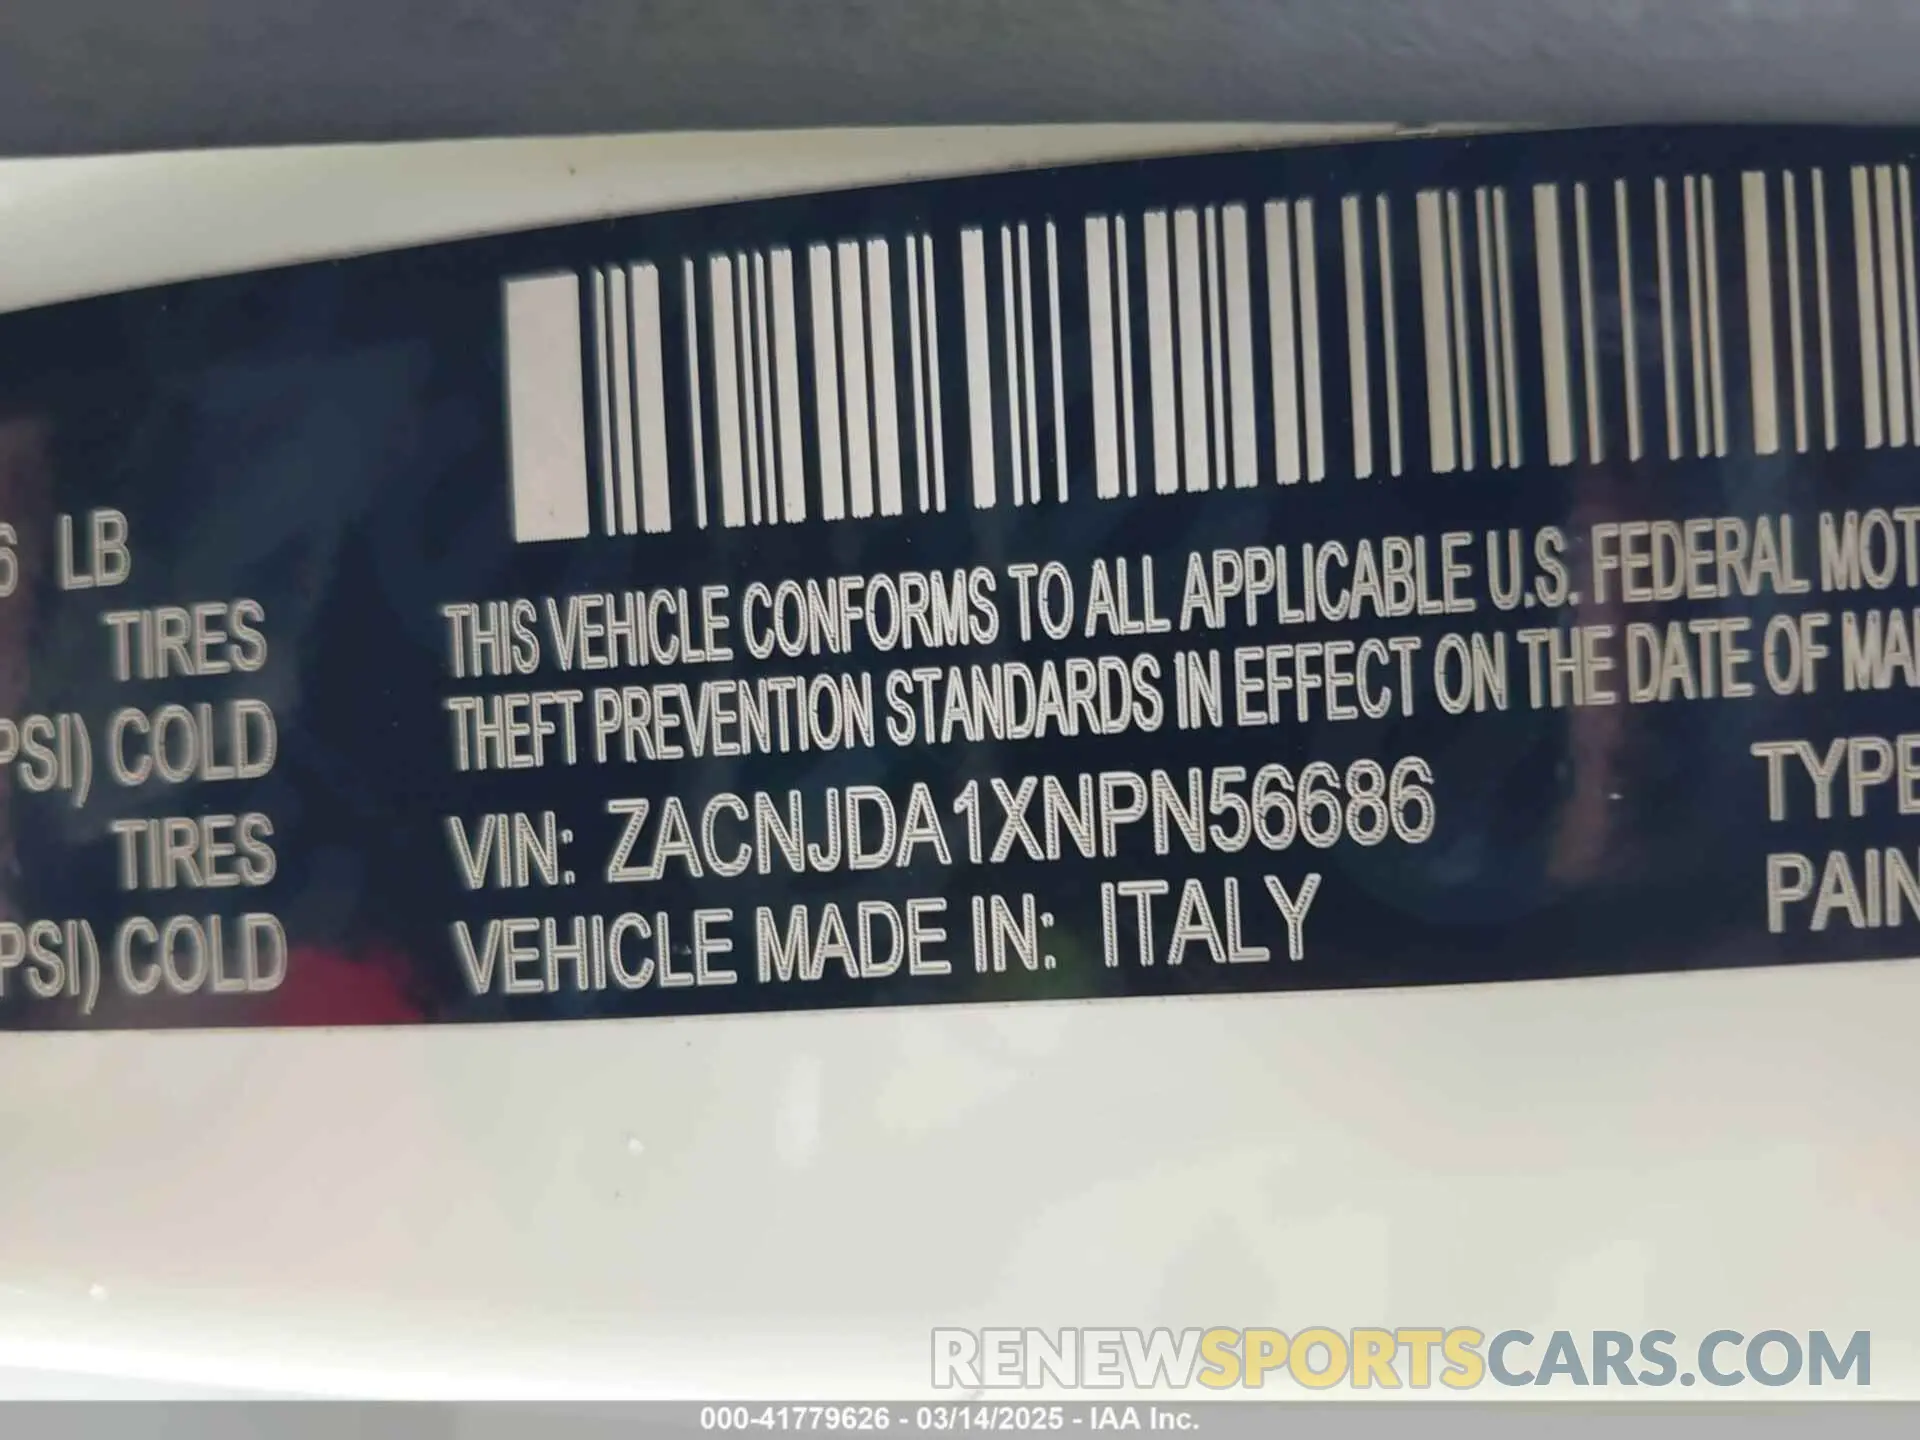 6 LB
TIRES
PSI) COLD
TIRES
PSI) COLD
THIS VEHICLE CONFORMS TO ALL APPLICABLE U.S. FEDERAL MOT
THEFT PREVENTION STANDARDS IN EFFECT ON THE DATE OF MA
VIN: ZACNJDA1XNPN56686
VEHICLE MADE IN: ITALY
TYPE
PAIN
RENEWSPORTSCARS.COM
000-41779626 - 03/14/2025 - IAA Inc.